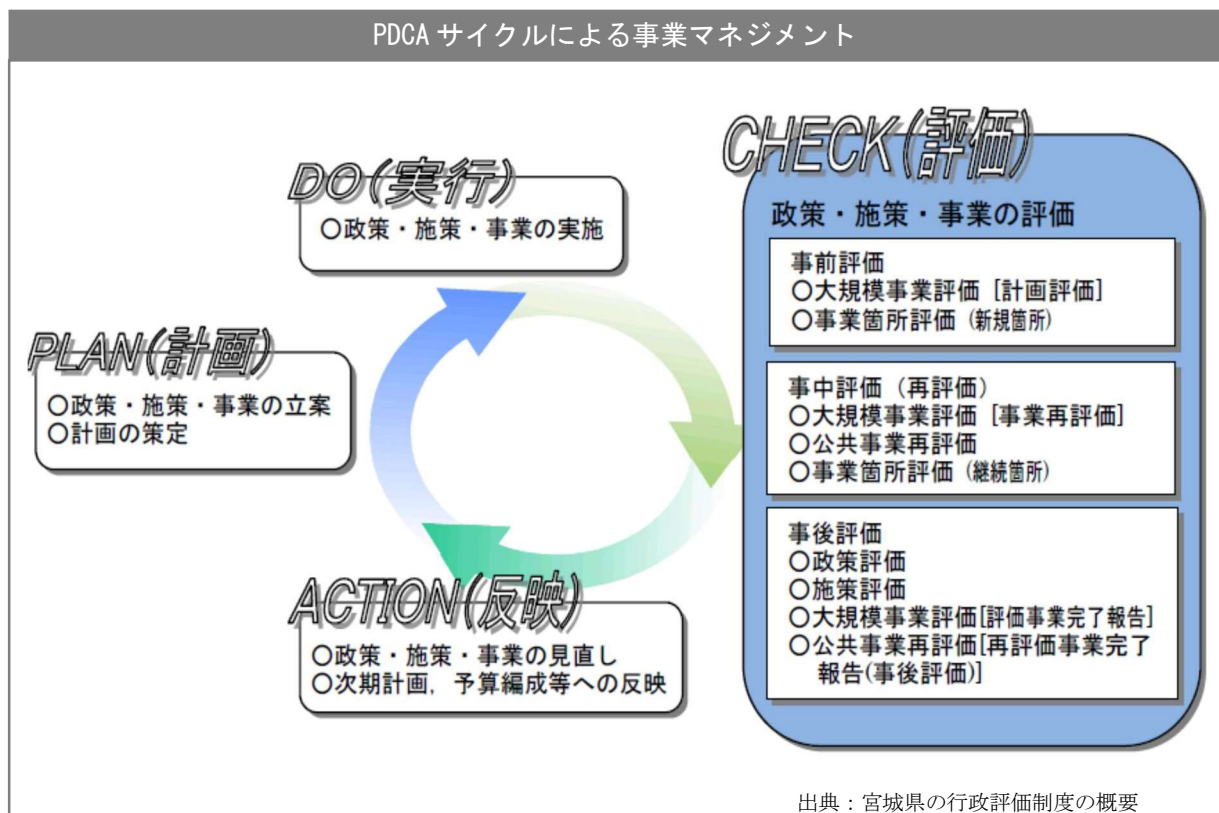 PDCA サイクルによる事業マネジメント
DO(実行)
○政策・施策・事業の実施
PLAN(計画)
○政策・施策・事業の立案
○計画の策定
ACTION(反映)
○政策・施策・事業の見直し
○次期計画，予算編成等への反映
CHECK(評価)
政策・施策・事業の評価
事前評価
○大規模事業評価［計画評価］
○事業箇所評価（新規箇所）
事中評価（再評価）
○大規模事業評価［事業再評価］
○公共事業再評価
○事業箇所評価（継続箇所）
事後評価
○政策評価
○施策評価
○大規模事業評価[評価事業完了報告]
○公共事業再評価[再評価事業完了
報告(事後評価)]
出典：宮城県の行政評価制度の概要